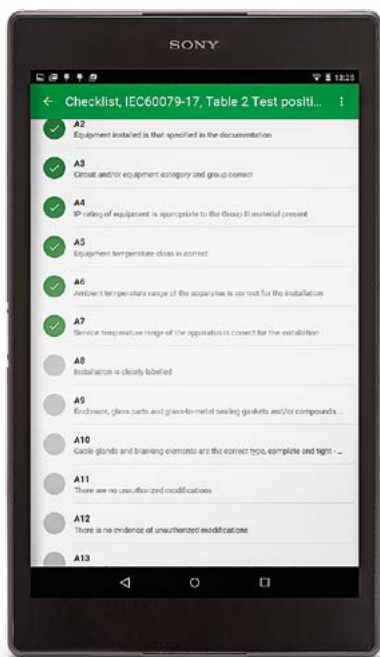 SONY
13:25
Checklist, IEC60079-17, Table 2 Test positi...
A2
Equipment installed is that specified in the documentation
A3
Circuit and/or equipment category and group correct
A4
IP rating of equipment is appropriate to the Group III material present
A5
Equipment temperature class is correct
A6
Ambient temperature range of the apparatus is correct for the installation
A7
Service temperature range of the apparatus is correct for the installation
A8
Installation is clearly labelled
A9
Enclosure, glass parts and glass-to-metal sealing gaskets and/or compounds ...
A10
Cable glands and blanking elements are the correct type, complete and tight - ...
A11
There are no unauthorized modifications
A12
There is no evidence of unauthorized modifications
A13